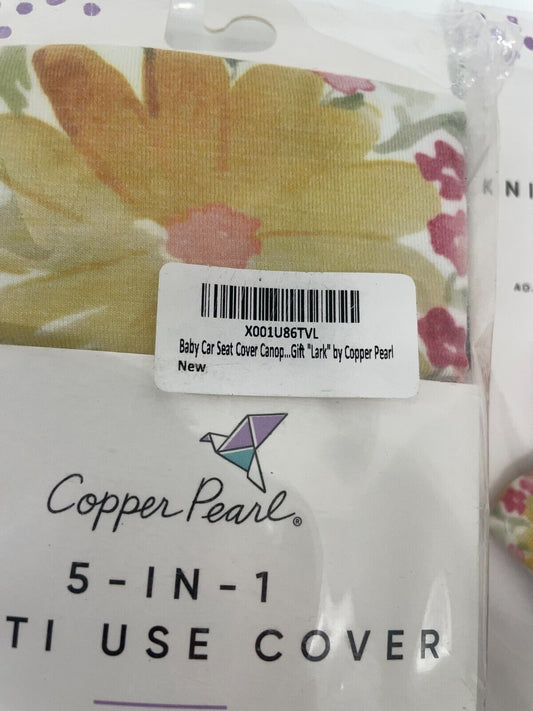 X001U86TVL
Baby Car Seat Cover Canop...Gift "Lark" by Copper Pearl
New
Copper Pearl®
5-IN-1
TI USE COVER
KNI